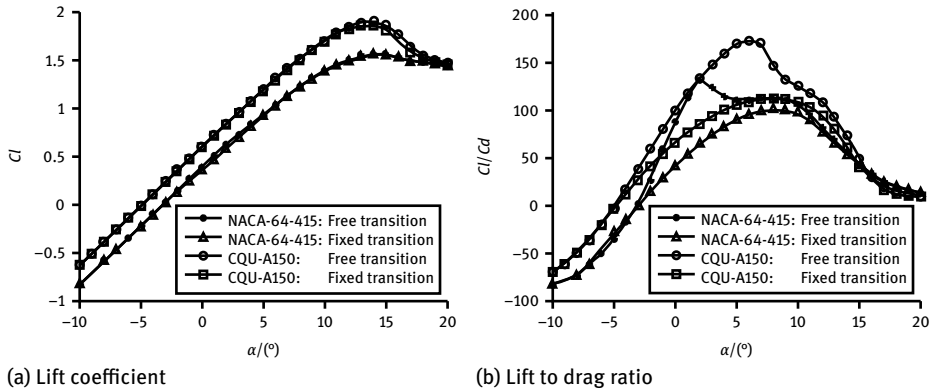 2
1.5
1
0.5
0
−0.5
−1
Cl
−10 −5 0 5 10 15 20
α/(°)
NACA-64-415: Free transition
NACA-64-415: Fixed transition
CQU-A150: Free transition
CQU-A150: Fixed transition
(a) Lift coefficient
200
150
100
50
0
−50
−100
Cl/Cd
−10 −5 0 5 10 15 20
α/(°)
NACA-64-415: Free transition
NACA-64-415: Fixed transition
CQU-A150: Free transition
CQU-A150: Fixed transition
(b) Lift to drag ratio